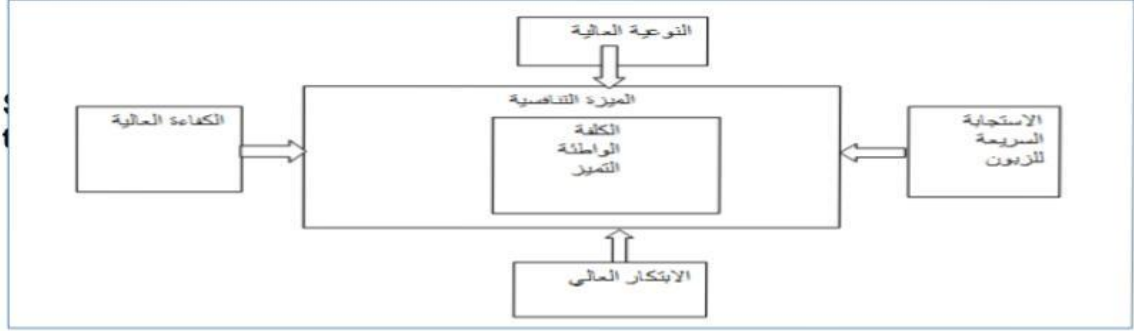 النوعية العالية
الميزة التنافسية
الكلفة
الواطئة
التميز
الاستجابة
السريعة
للزبون
الكفاءة العالية
الابتكار العالي